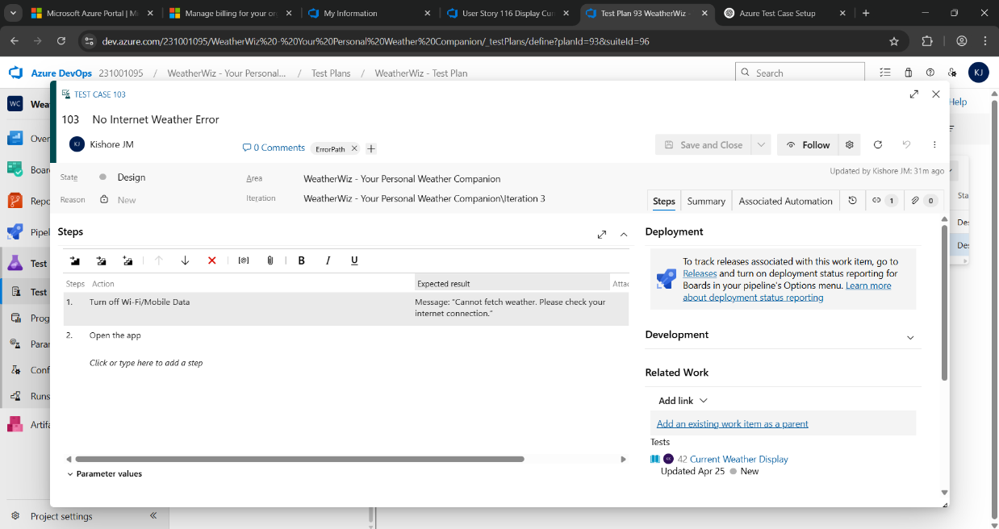 Microsoft Azure Portal | Mi
Manage billing for your or
My Information
User Story 116 Display Cur
Test Plan 93 WeatherWiz -
Azure Test Case Setup
dev.azure.com/231001095/WeatherWiz%20-%20Your%20Personal%20Weather%20Companion/_testPlans/define?planId=93&suiteId=96
Azure DevOps 231001095 / WeatherWiz - Your Personal... / Test Plans / WeatherWiz - Test Plan
Search
KJ
WC Wea
Over
Boar
Repo
Pipel
Test
Test
Prog
Para
Conf
Runs
Artifa
Project settings
Help
Sta
De:
De:
TEST CASE 103
103 No Internet Weather Error
KJ Kishore JM
0 Comments
ErrorPath
Save and Close
Follow
State Design
Area WeatherWiz - Your Personal Weather Companion
Updated by Kishore JM: 31m ago
Reason New
Iteration WeatherWiz - Your Personal Weather Companion\Iteration 3
Steps Summary Associated Automation 1 0
Steps
[@] B I U
Steps Action Expected result Attac
1. Turn off Wi-Fi/Mobile Data
Message: "Cannot fetch weather. Please check your
internet connection."
2. Open the app
Click or type here to add a step
Parameter values
Deployment
To track releases associated with this work item, go to
Releases and turn on deployment status reporting for
Boards in your pipeline's Options menu. Learn more
about deployment status reporting
Development
Related Work
Add link
Add an existing work item as a parent
Tests
42 Current Weather Display
Updated Apr 25 New